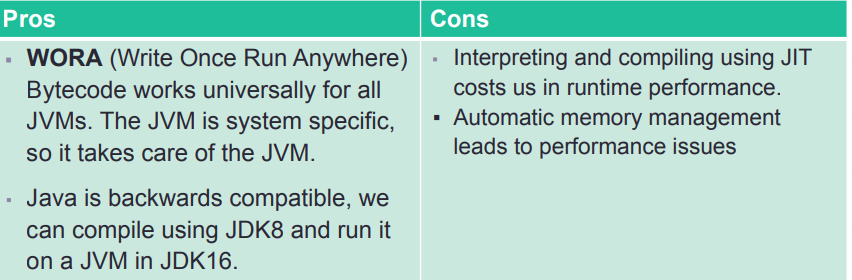 Pros
Cons
▪ WORA (Write Once Run Anywhere)
Bytecode works universally for all
JVMs. The JVM is system specific,
so it takes care of the JVM.
▪ Java is backwards compatible, we
can compile using JDK8 and run it
on a JVM in JDK16.
▪ Interpreting and compiling using JIT
costs us in runtime performance.
▪ Automatic memory management
leads to performance issues